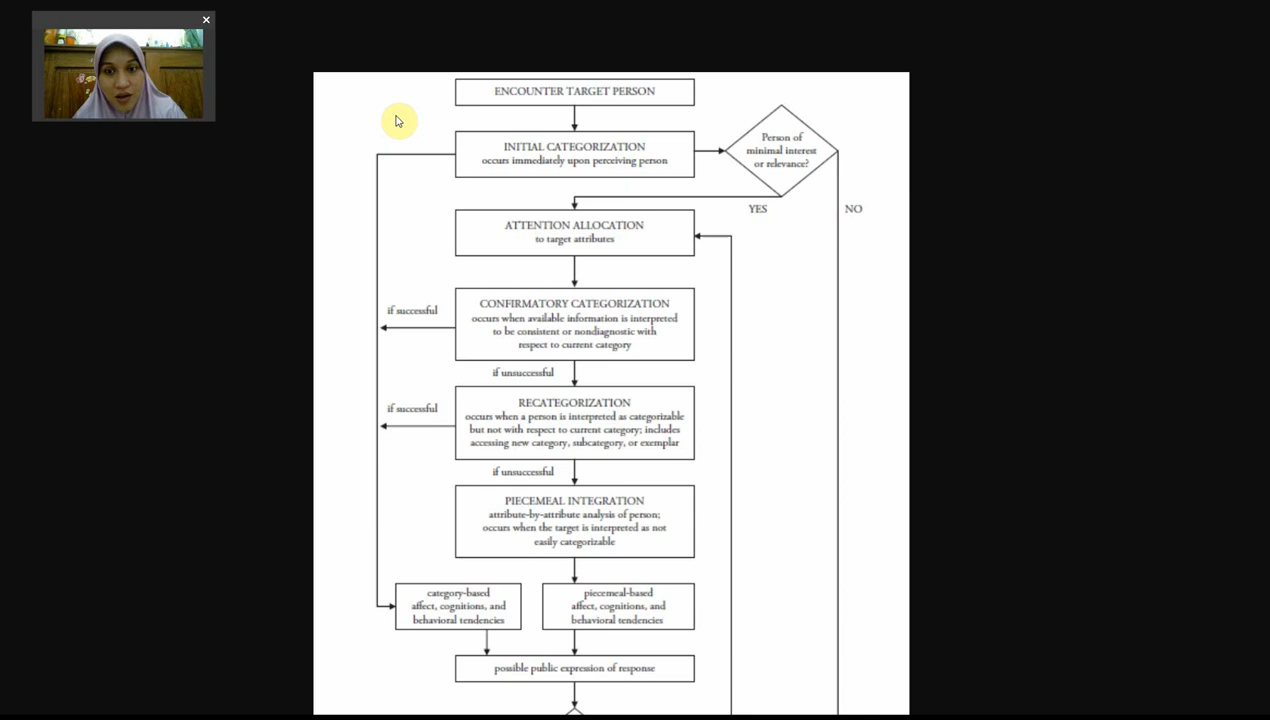 ENCOUNTER TARGET PERSON
INITIAL CATEGORIZATION
occurs immediately upon perceiving person
Person of
minimal interest
or relevance?
YES
NO
ATTENTION ALLOCATION
to target attributes
if successful
CONFIRMATORY CATEGORIZATION
occurs when available information is interpreted
to be consistent or nondiagnostic with
respect to current category
if unsuccessful
if successful
RECATEGORIZATION
occurs when a person is interpreted as categorizable
but not with respect to current category; includes
accessing new category, subcategory, or exemplar
if unsuccessful
PIECEMEAL INTEGRATION
attribute-by-attribute analysis of person;
occurs when the target is interpreted as not
easily categorizable
category-based
affect, cognitions, and
behavioral tendencies
piecemeal-based
affect, cognitions, and
behavioral tendencies
possible public expression of response